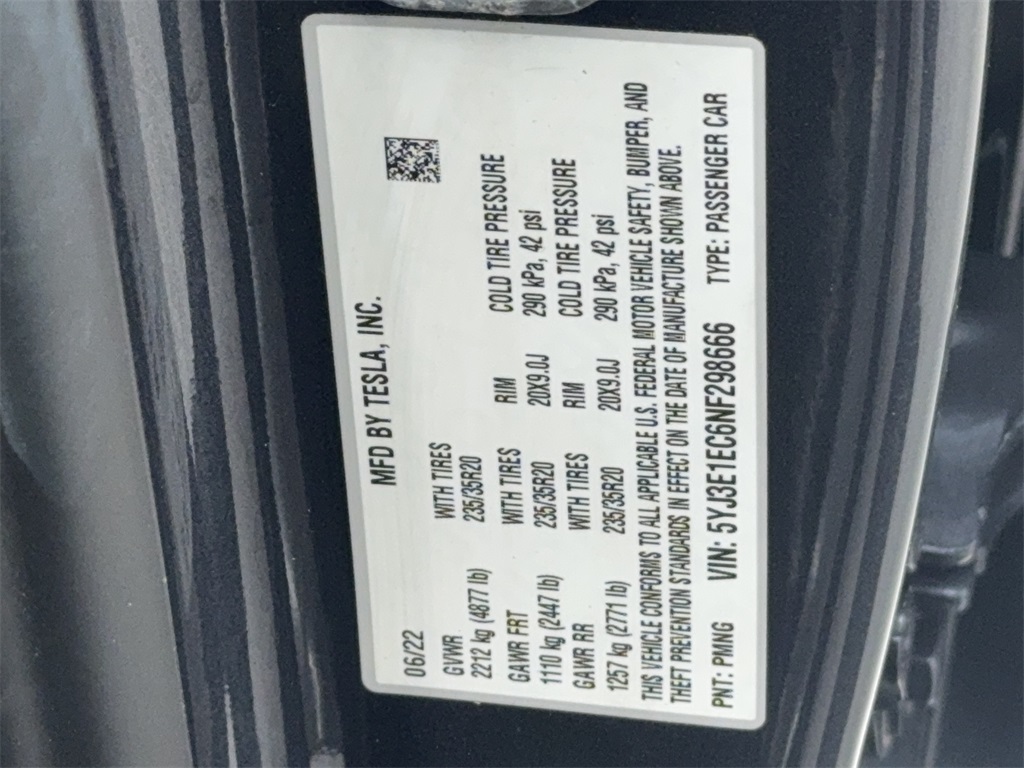 MFD BY TESLA, INC.
06/22
GVWR WITH TIRES
2212 kg (4877 lb) 235/35R20
GAWR FRT WITH TIRES RIM COLD TIRE PRESSURE
1110 kg (2447 lb) 235/35R20 20X9.0J 290 kPa, 42 psi
GAWR RR WITH TIRES RIM COLD TIRE PRESSURE
1257 kg (2771 lb) 235/35R20 20X9.0J 290 kPa, 42 psi
THIS VEHICLE CONFORMS TO ALL APPLICABLE U.S. FEDERAL MOTOR VEHICLE SAFETY, BUMPER, AND
THEFT PREVENTION STANDARDS IN EFFECT ON THE DATE OF MANUFACTURE SHOWN ABOVE.
PNT: PMNG VIN: 5YJ3E1EC6NF298666 TYPE: PASSENGER CAR